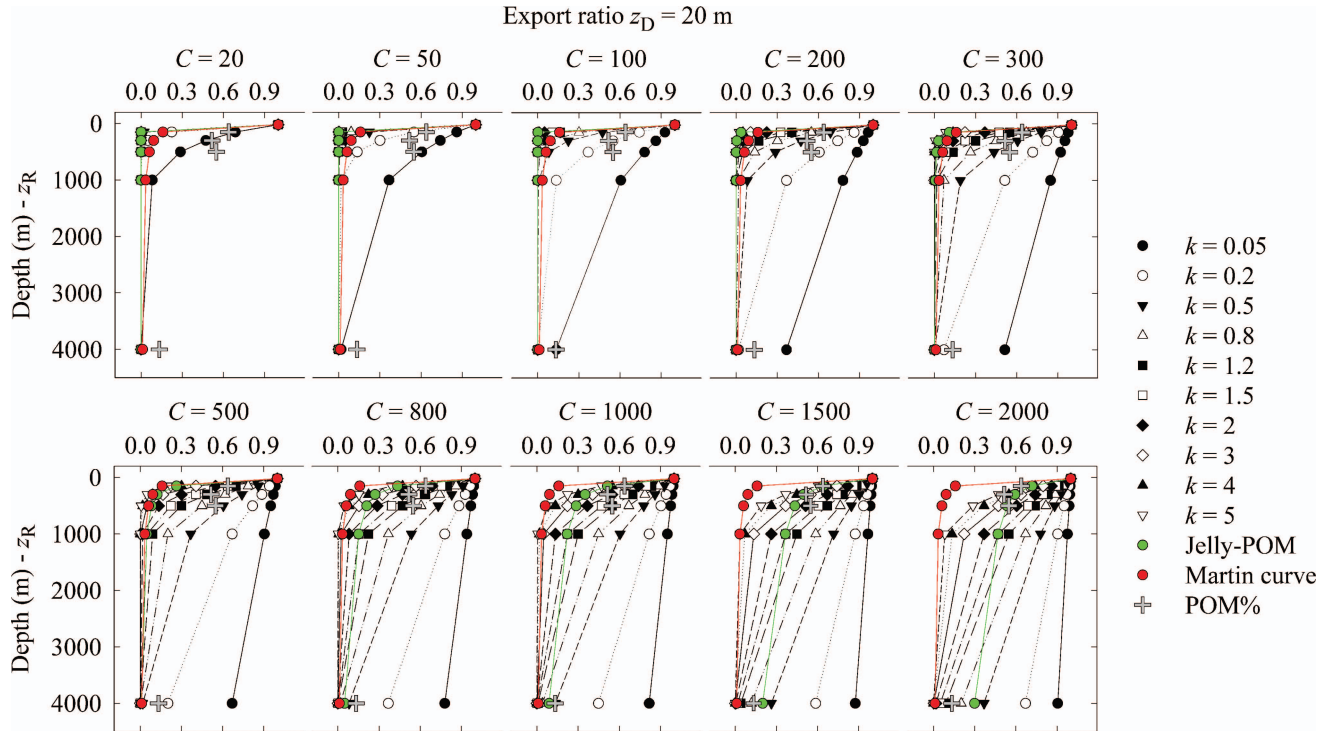 Export ratio z_D = 20 m
C = 20 C = 50 C = 100 C = 200 C = 300
0.0 0.3 0.6 0.9 0.0 0.3 0.6 0.9 0.0 0.3 0.6 0.9 0.0 0.3 0.6 0.9 0.0 0.3 0.6 0.9
0
1000
2000
3000
4000
Depth (m) - z_R
C = 500 C = 800 C = 1000 C = 1500 C = 2000
0.0 0.3 0.6 0.9 0.0 0.3 0.6 0.9 0.0 0.3 0.6 0.9 0.0 0.3 0.6 0.9 0.0 0.3 0.6 0.9
0
1000
2000
3000
4000
Depth (m) - z_R
k = 0.05
k = 0.2
k = 0.5
k = 0.8
k = 1.2
k = 1.5
k = 2
k = 3
k = 4
k = 5
Jelly-POM
Martin curve
POM%